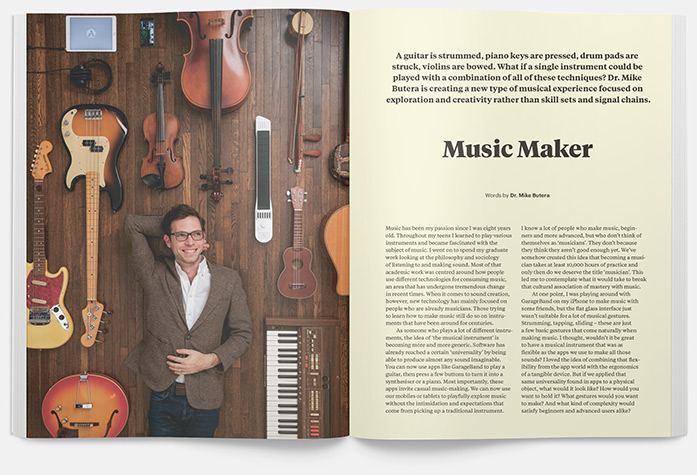 A guitar is strummed, piano keys are pressed, drum pads are
struck, violins are bowed. What if a single instrument could be
played with a combination of all of these techniques? Dr. Mike
Butera is creating a new type of musical experience focused on
exploration and creativity rather than skill sets and signal chains.
Music Maker
Words by Dr. Mike Butera
Music has been my passion since I was eight years
old. Throughout my teens I learned to play various
instruments and became fascinated with the
subject of music. I went on to spend my graduate
work looking at the philosophy and sociology
of listening to and making sound. Most of that
academic work was centred around how people
use different technologies for consuming music,
an area that has undergone tremendous change
in recent times. When it comes to sound creation,
however, new technology has mainly focused on
people who are already musicians. Those trying
to learn how to make music still do so on instru-
ments that have been around for centuries.
As someone who plays a lot of different instru-
ments, the idea of ‘the musical instrument’ is
becoming more and more generic. Software has
already reached a certain ‘universality’ by being
able to produce almost any sound imaginable.
You can now use apps like GarageBand to play a
guitar, then press a few buttons to turn it into a
synthesiser or a piano. Most importantly, these
apps invite casual music-making. We can now use
our mobiles or tablets to playfully explore music
without the intimidation and expectations that
come from picking up a traditional instrument.
I know a lot of people who make music, begin-
ners and more advanced, but who don’t think of
themselves as ‘musicians’. They don’t because
they think they aren’t good enough yet. We’ve
somehow created this idea that becoming a musi-
cian takes at least 10,000 hours of practice and
only then do we deserve the title ‘musician’. This
led me to contemplate what it would take to break
that cultural association of mastery with music.
At one point, I was playing around with
GarageBand on my iPhone to make music with
some friends, but the flat glass interface just
wasn’t suitable for a lot of musical gestures.
Strumming, tapping, sliding – these are just
a few basic gestures that come naturally when
making music. I thought, wouldn’t it be great
to have a musical instrument that was as
flexible as the apps we use to make all those
sounds? I loved the idea of combining that flex-
ibility from the app world with the ergonomics
of a tangible device. But if we applied that
same universality found in apps to a physical
object, what would it look like? How would you
want to hold it? What gestures would you want
to make? And what kind of complexity would
satisfy beginners and advanced users alike?